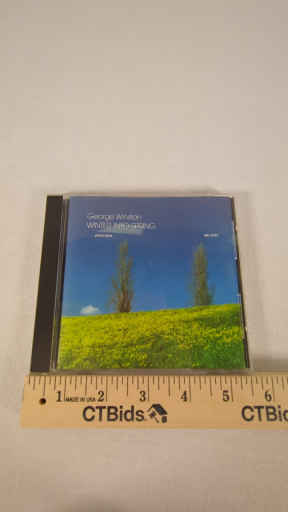 George Winston
WINTER INTO SPRING
1 MADE IN USA 2 3 4 5 6
CTBids CTBids